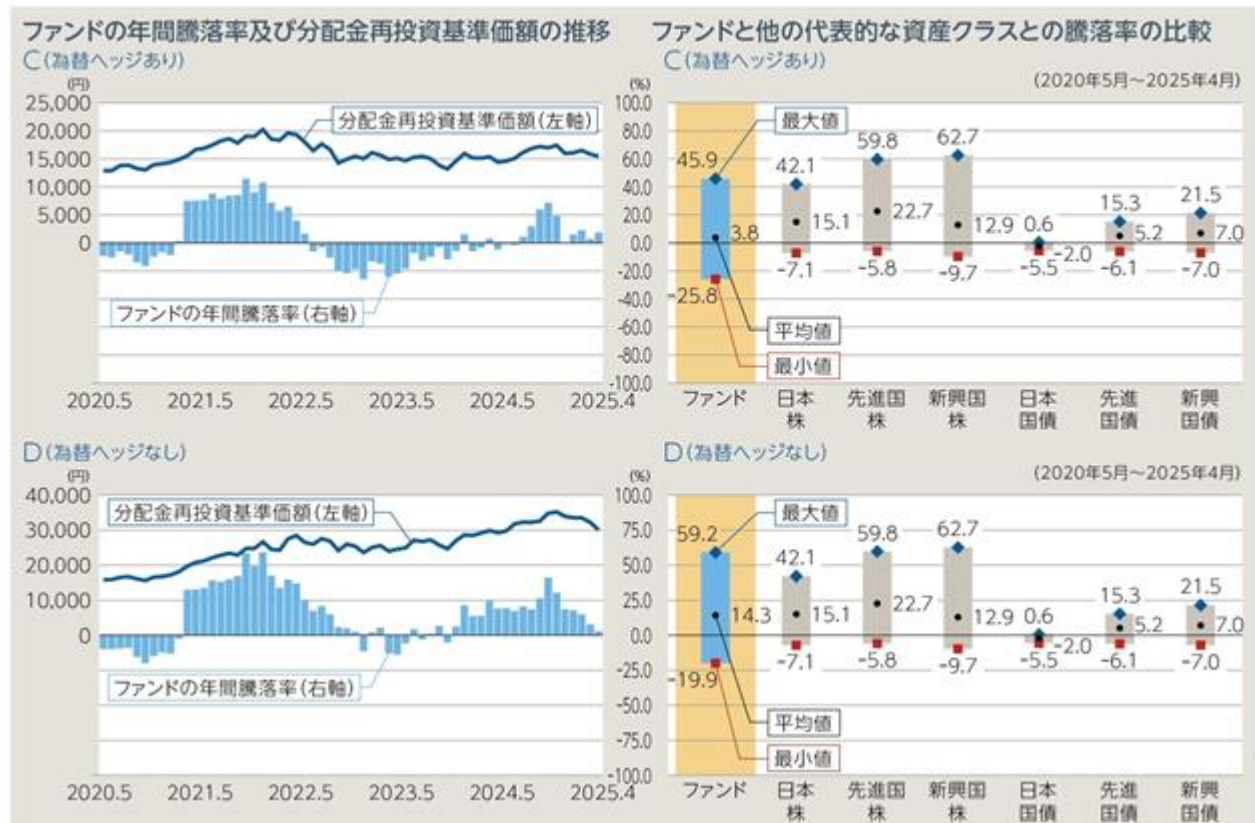 ファンドの年間騰落率及び分配金再投資基準価額の推移
C(為替ヘッジあり)
(円)
(%)
25,000
20,000
15,000
10,000
5,000
0
100.0
80.0
60.0
40.0
20.0
0.0
-20.0
-40.0
-60.0
-80.0
-100.0
分配金再投資基準価額(左軸)
ファンドの年間騰落率(右軸)
2020.5 2021.5 2022.5 2023.5 2024.5 2025.4
ファンドと他の代表的な資産クラスとの騰落率の比較
C(為替ヘッジあり)
(2020年5月~2025年4月)
最大値
45.9 42.1 59.8 62.7 0.6 15.3 21.5
3.8 15.1 22.7 12.9 -2.0 5.2 7.0
-25.8 -7.1 -5.8 -9.7 -5.5 -6.1 -7.0
平均値
最小値
ファンド 日本株 先進国株 新興国株 日本国債 先進国債 新興国債
D(為替ヘッジなし)
(円)
(%)
40,000
30,000
20,000
10,000
0
100.0
75.0
50.0
25.0
0.0
-25.0
-50.0
-75.0
-100.0
分配金再投資基準価額(左軸)
ファンドの年間騰落率(右軸)
2020.5 2021.5 2022.5 2023.5 2024.5 2025.4
D(為替ヘッジなし)
(2020年5月~2025年4月)
最大値
59.2 42.1 59.8 62.7 0.6 15.3 21.5
14.3 15.1 22.7 12.9 -2.0 5.2 7.0
-19.9 -7.1 -5.8 -9.7 -5.5 -6.1 -7.0
平均値
最小値
ファンド 日本株 先進国株 新興国株 日本国債 先進国債 新興国債